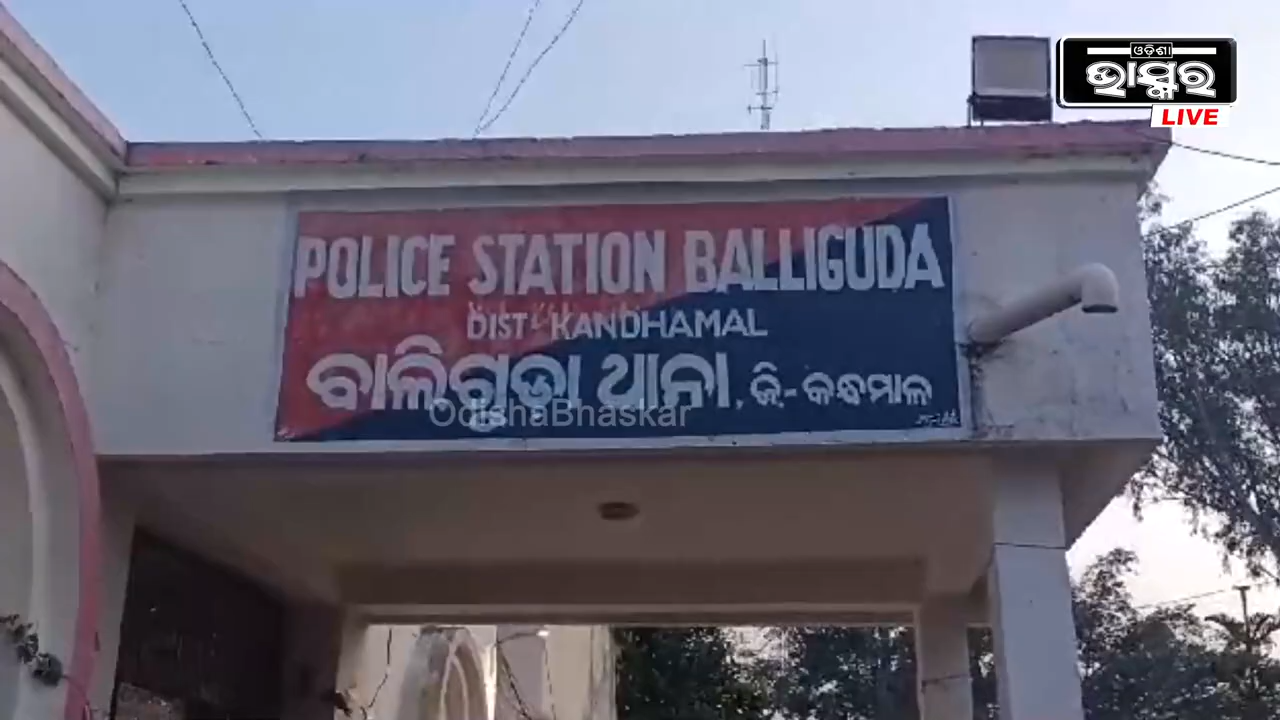 ଓଡ଼ିଶା
ଭାସ୍କର
LIVE
POLICE STATION BALLIGUDA
DIST- KANDHAMAL
ବାଲିଗୁଡା ଥାନା, ଜି.-କନ୍ଧମାଳ
OdishaBhaskar